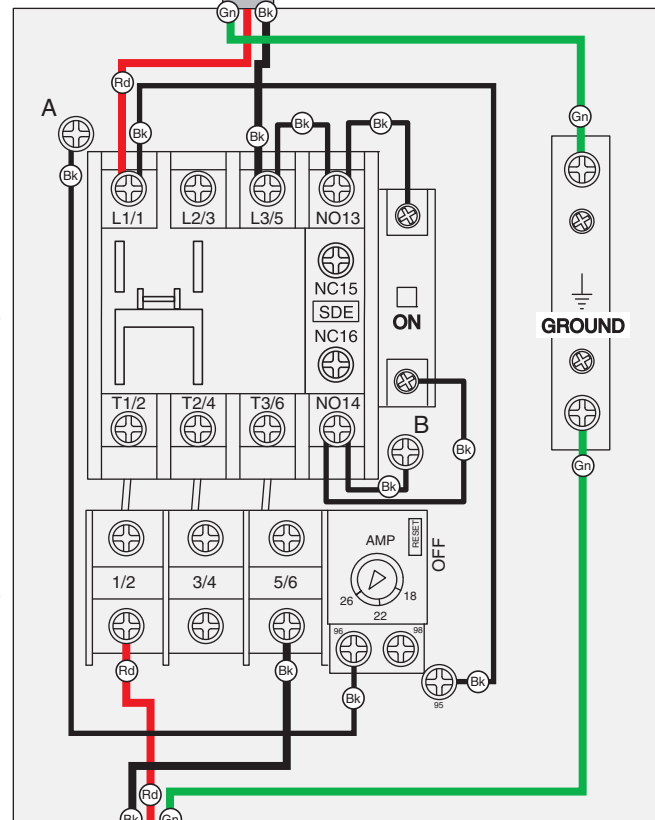 Gn Bk
Rd
A Bk Bk Bk Bk Gn
Bk
L1/1 L2/3 L3/5 NO13
NC15
SDE
ON
GROUND
NC16
T1/2 T2/4 T3/6 NO14
B
Bk
Bk
Gn
AMP RESET OFF
1/2 3/4 5/6
26 18
22
96 98
Rd Bk Bk Bk
95
Rd
Bk Gn